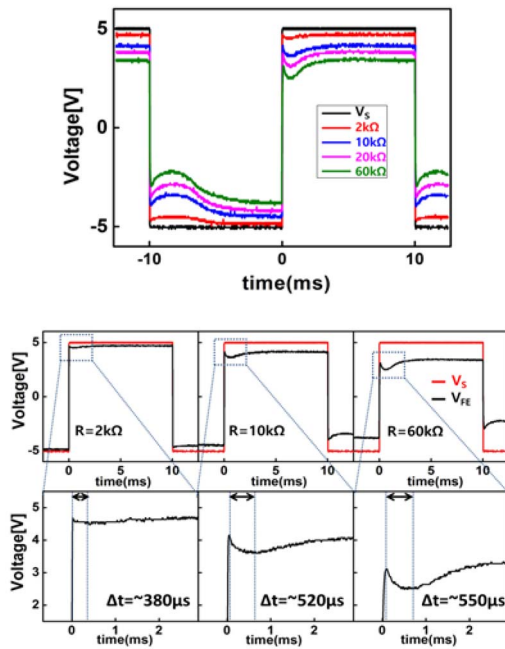 5
0
-5
Voltage[V]
V_S
2kΩ
10kΩ
20kΩ
60kΩ
-10
0
10
time(ms)
5
0
-5
Voltage[V]
R=2kΩ
R=10kΩ
R=60kΩ
V_S
V_FE
0 5 10
0 5 10
0 5 10
time(ms)
time(ms)
time(ms)
5
4
3
2
Voltage[V]
Δt=~380μs
Δt=~520μs
Δt=~550μs
0 1 2
0 1 2
0 1 2
time(ms)
time(ms)
time(ms)